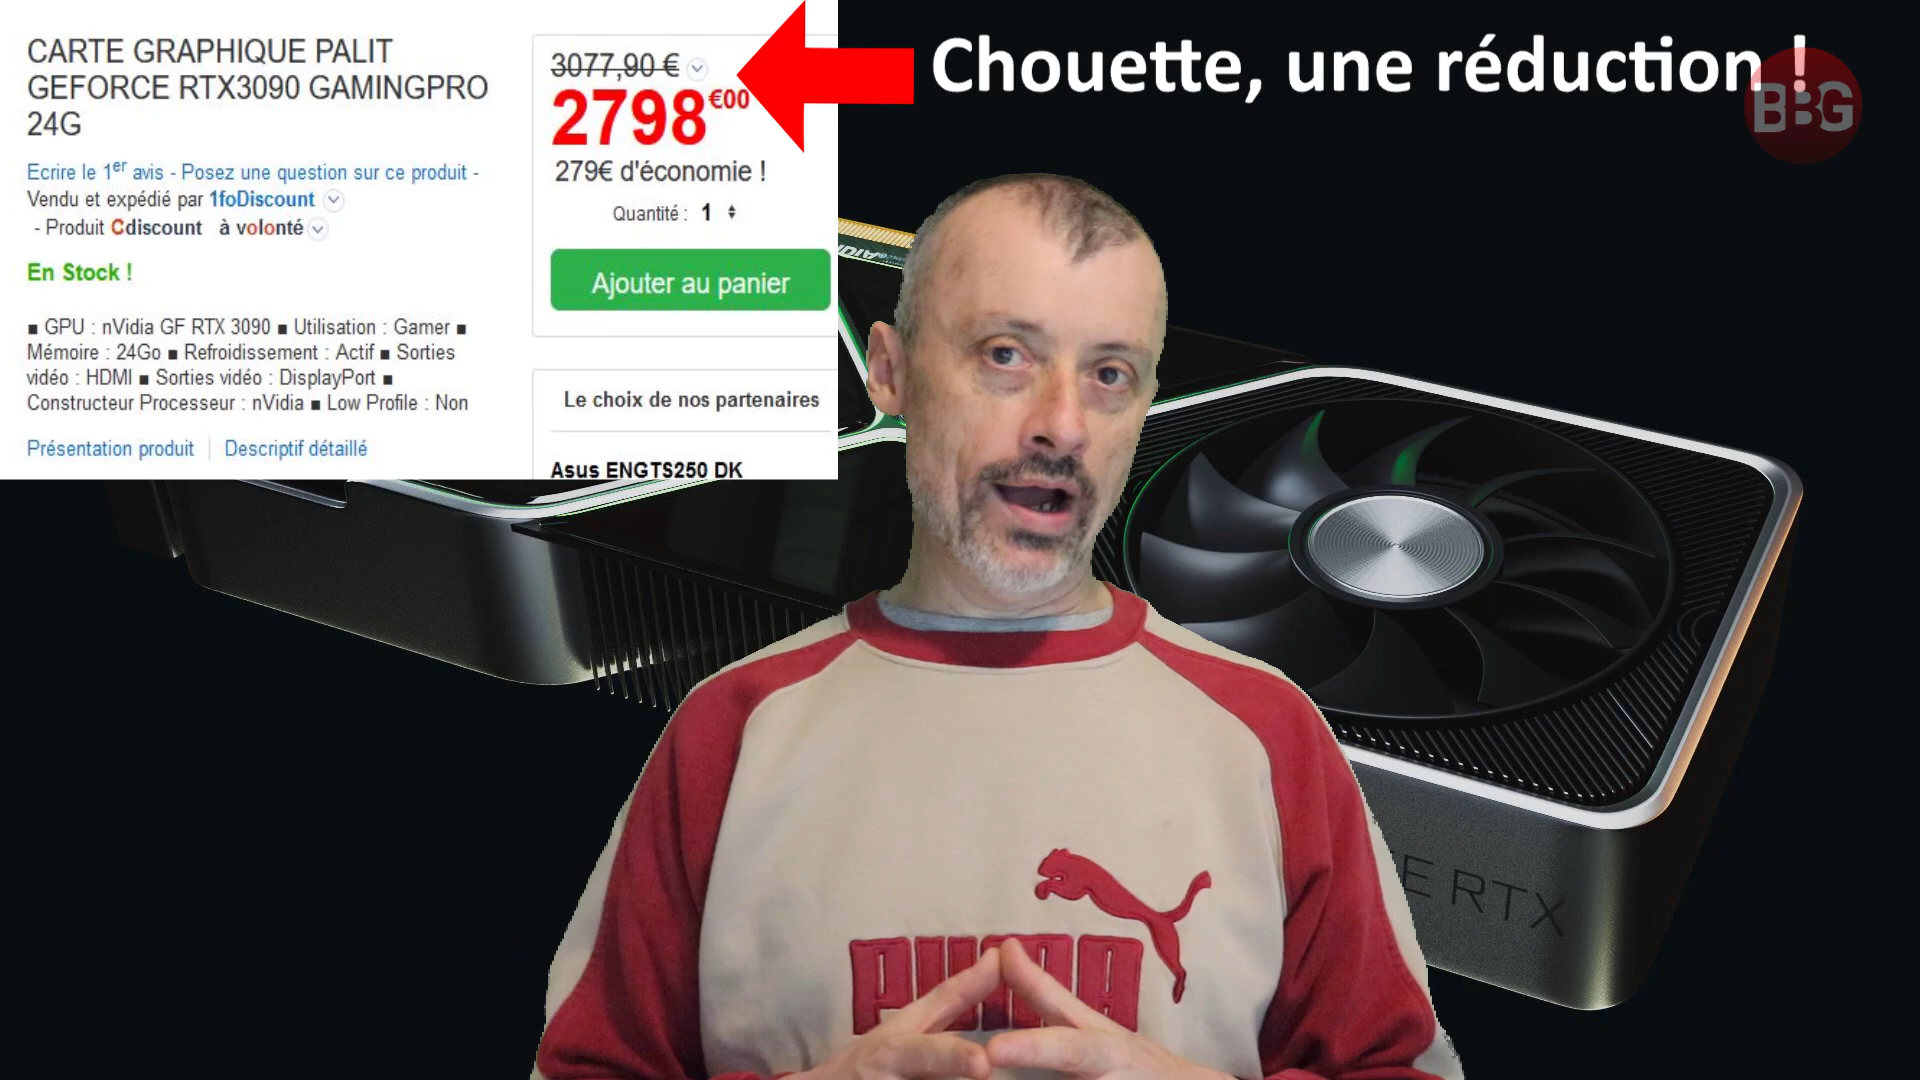 CARTE GRAPHIQUE PALIT
GEFORCE RTX3090 GAMINGPRO
24G
Ecrire le 1er avis - Posez une question sur ce produit -
Vendu et expédié par 1foDiscount
- Produit Cdiscount à volonté
En Stock !
■ GPU : nVidia GF RTX 3090 ■ Utilisation : Gamer ■
Mémoire : 24Go ■ Refroidissement : Actif ■ Sorties
vidéo : HDMI ■ Sorties vidéo : DisplayPort ■
Constructeur Processeur : nVidia ■ Low Profile : Non
Présentation produit | Descriptif détaillé
3077,90 €
2798€00
279€ d'économie !
Quantité : 1
Ajouter au panier
Le choix de nos partenaires
Asus ENGTS250 DK
Chouette, une réduction !
BBG
PUMA
E RTX